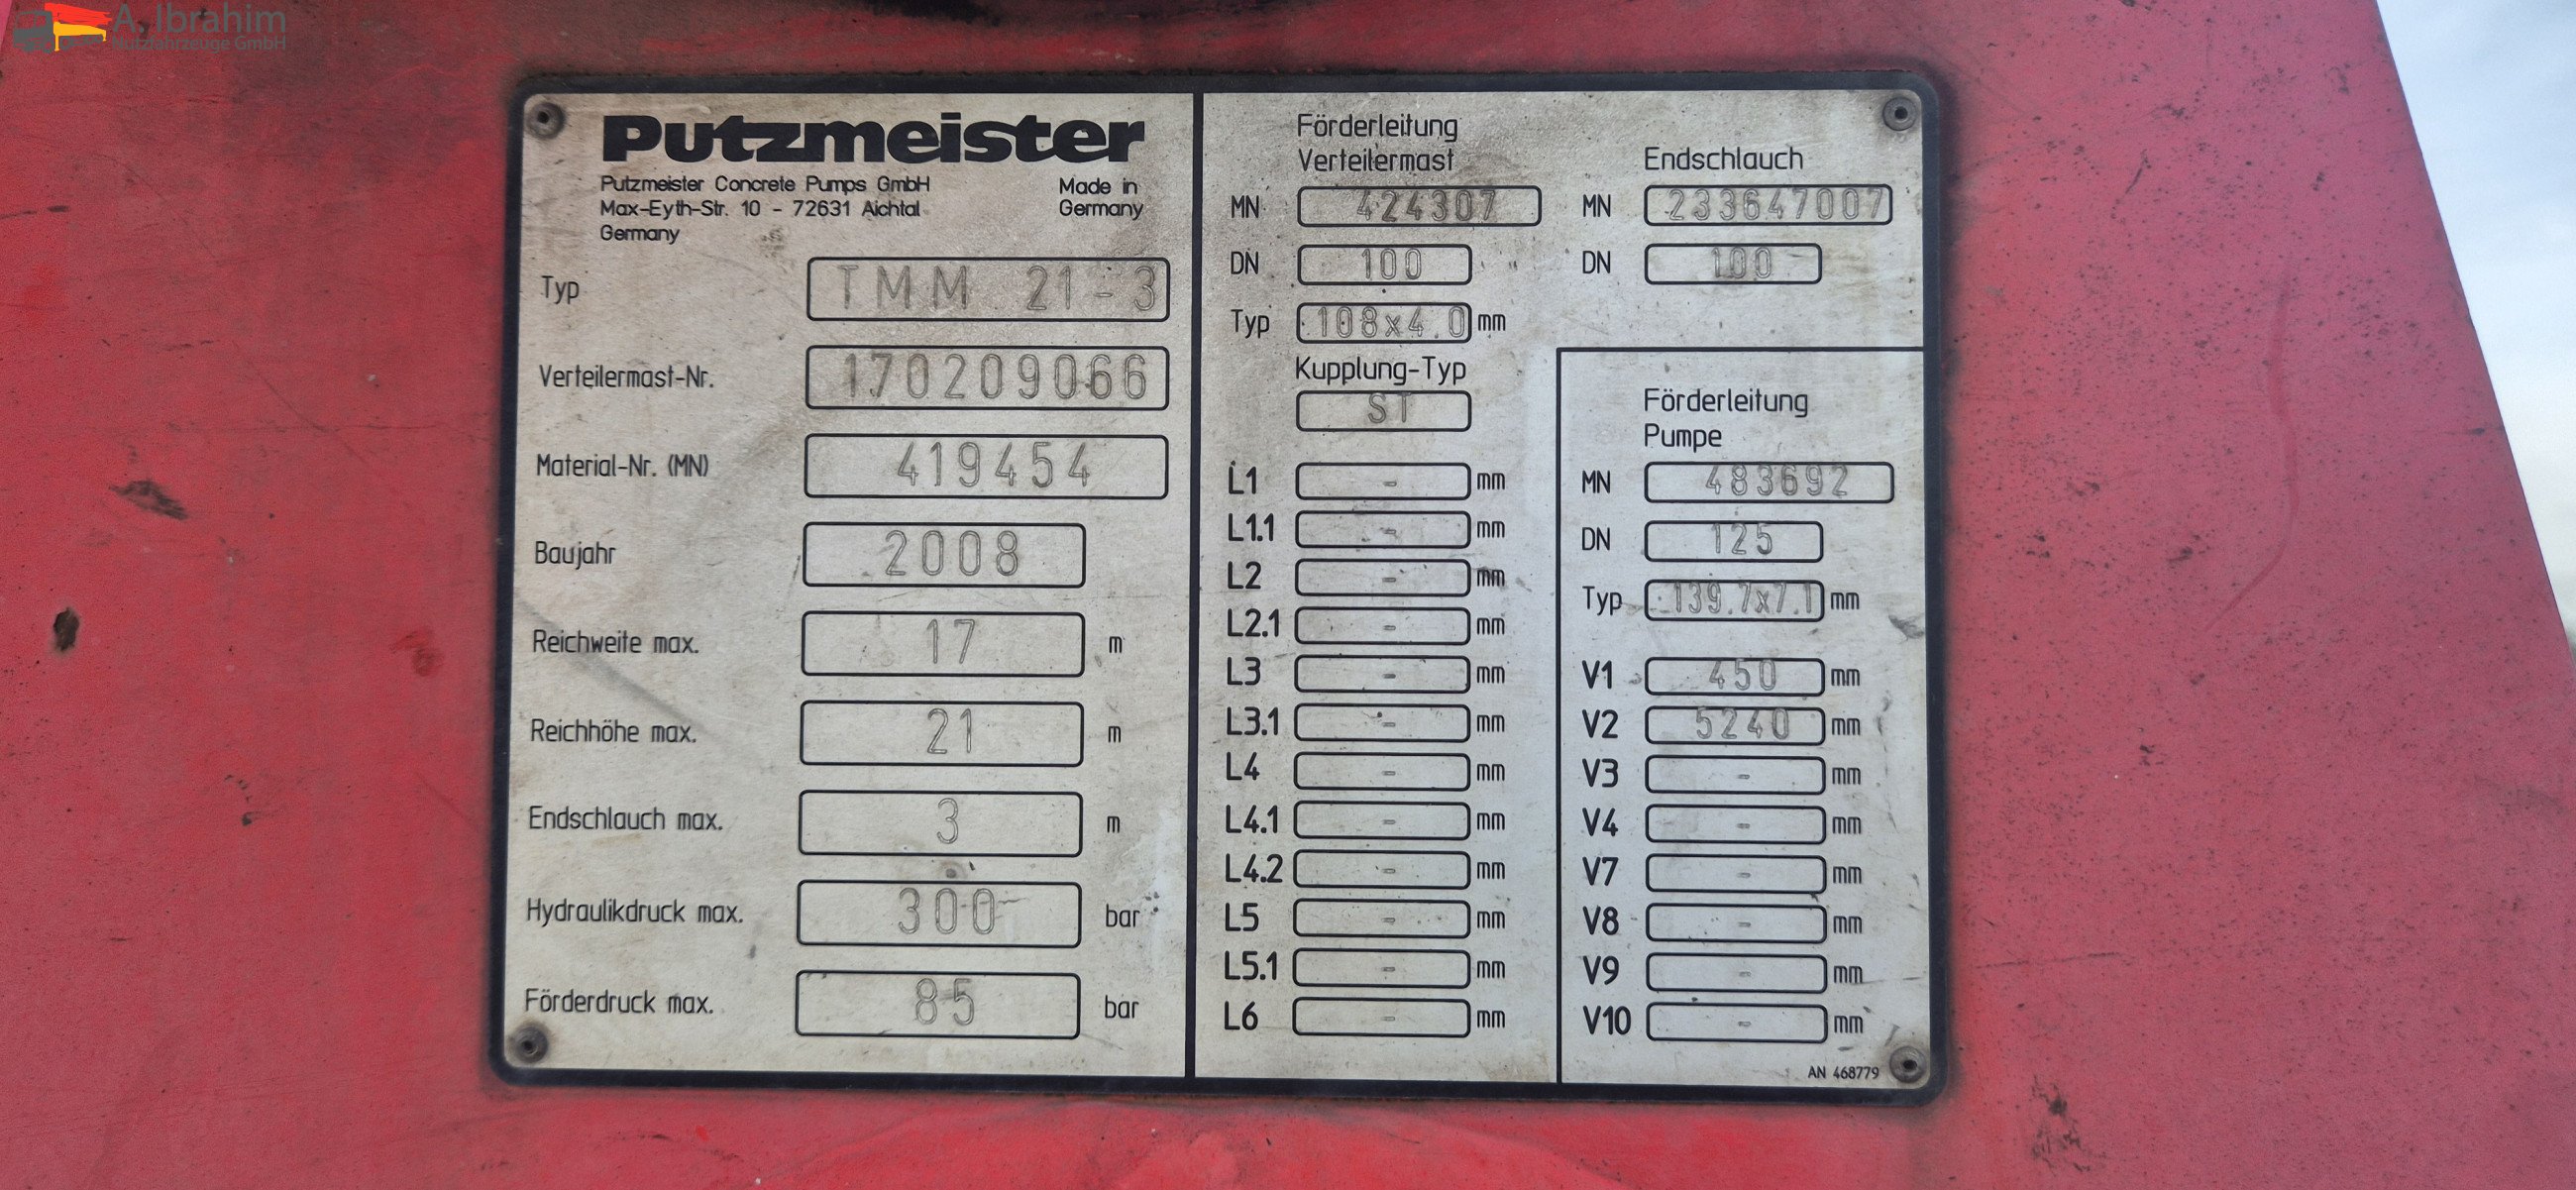 A. Ibrahim
Nutzfahrzeuge GmbH
Putzmeister
Putzmeister Concrete Pumps GmbH
Max-Eyth-Str. 10 - 72631 Aichtal
Germany
Made in
Germany
Typ TMM 21-3
Verteilermast-Nr. 170209066
Material-Nr. (MN) 419454
Baujahr 2008
Reichweite max. 17 m
Reichhöhe max. 21 m
Endschlauch max. 3 m
Hydraulikdruck max. 300 bar
Förderdruck max. 85 bar
Förderleitung
Verteilermast
MN 424307
DN 100
Typ 108x4.0 mm
Kupplung-Typ
ST
L1 - mm
L1.1 - mm
L2 - mm
L2.1 - mm
L3 - mm
L3.1 - mm
L4 - mm
L4.1 - mm
L4.2 - mm
L5 - mm
L5.1 - mm
L6 - mm
Endschlauch
MN 233647007
DN 100
Förderleitung
Pumpe
MN 483692
DN 125
Typ 139.7x7.1 mm
V1 450 mm
V2 5240 mm
V3 - mm
V4 - mm
V7 - mm
V8 - mm
V9 - mm
V10 - mm
AN 468779